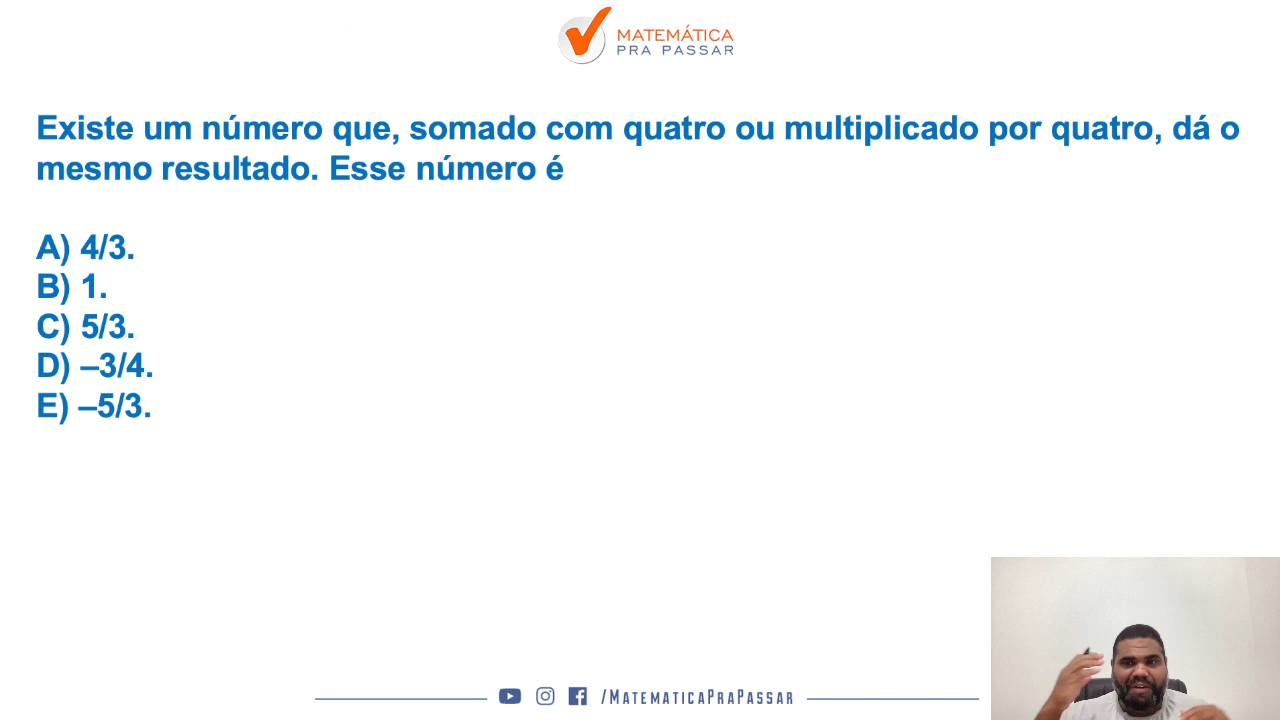 MATEMÁTICA
PRA PASSAR
Existe um número que, somado com quatro ou multiplicado por quatro, dá o
mesmo resultado. Esse número é
A) 4/3.
B) 1.
C) 5/3.
D) –3/4.
E) –5/3.
/MATEMATICAPRAPASSAR